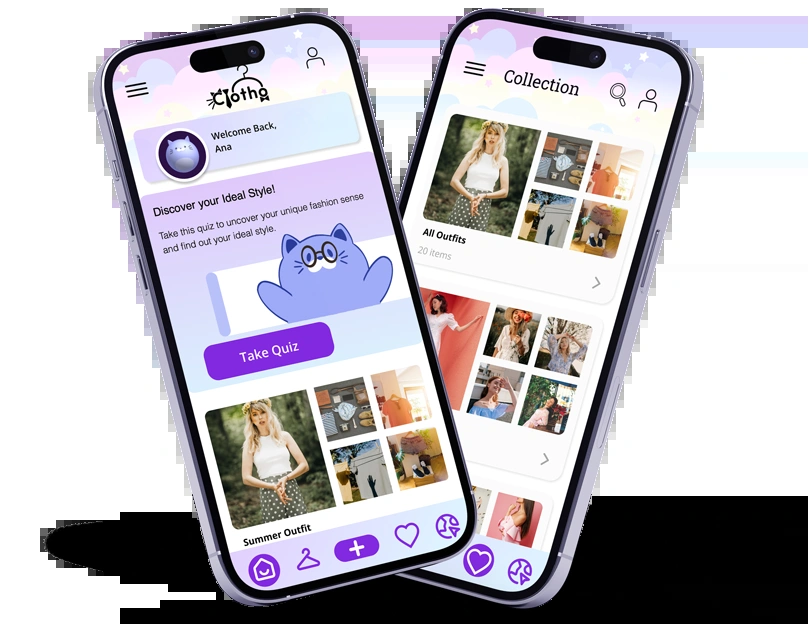 Clotho
Welcome Back,
Ana
Discover your Ideal Style!
Take this quiz to uncover your unique fashion sense
and find out your ideal style.
Take Quiz
Summer Outfit
Collection
All Outfits
20 items